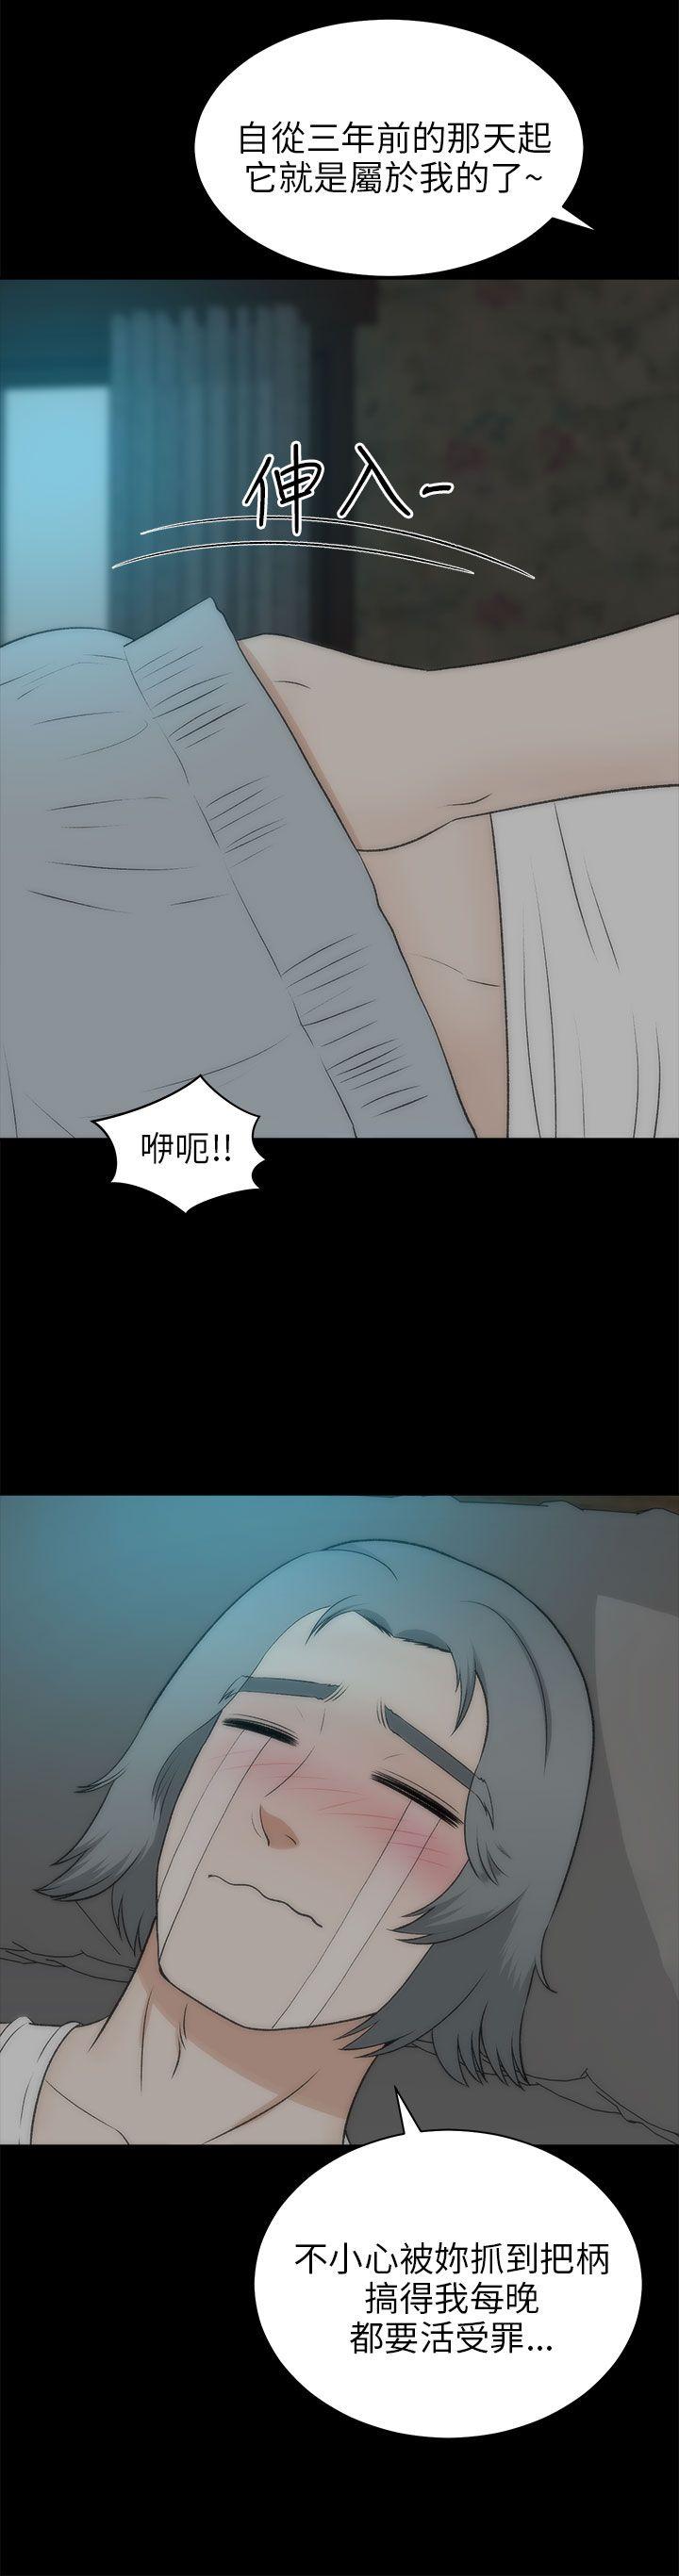 自從三年前的那天起
它就是屬於我的了~
伸入-
咿呃!!
不小心被妳抓到把柄
搞得我每晚
都要活受罪...